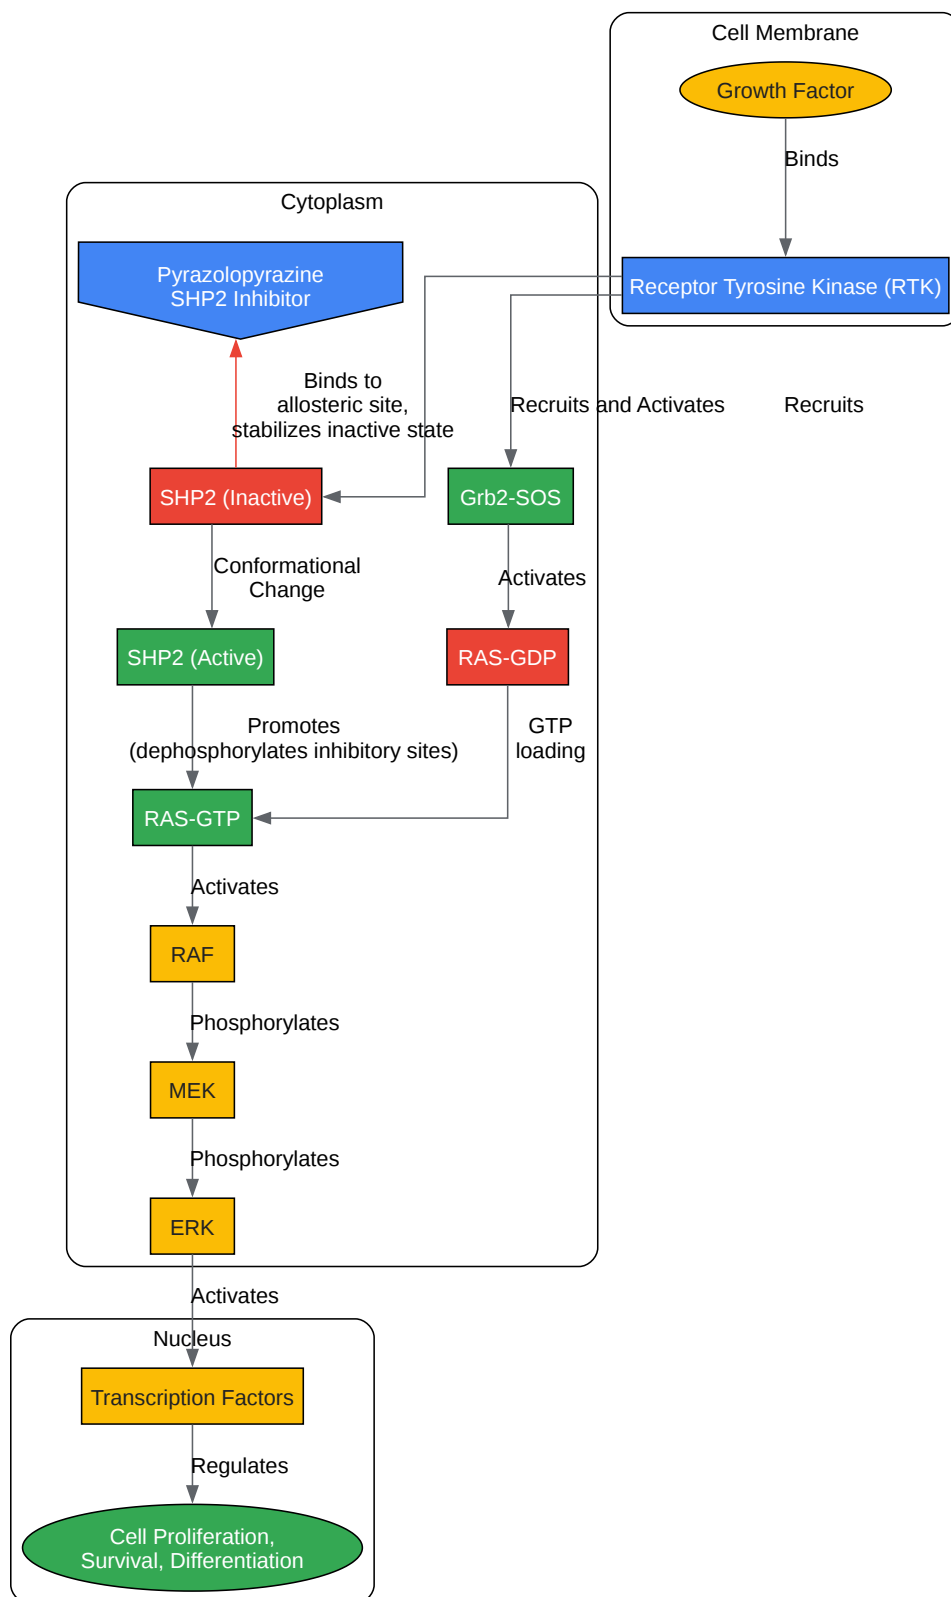 Cell Membrane
Growth Factor
Binds
Receptor Tyrosine Kinase (RTK)
Cytoplasm
Pyrazolopyrazine
SHP2 Inhibitor
Binds to
allosteric site,
stabilizes inactive state
Recruits and Activates
Recruits
SHP2 (Inactive)
Grb2-SOS
Conformational
Change
Activates
SHP2 (Active)
RAS-GDP
Promotes
(dephosphorylates inhibitory sites)
GTP
loading
RAS-GTP
Activates
RAF
Phosphorylates
MEK
Phosphorylates
ERK
Activates
Nucleus
Transcription Factors
Regulates
Cell Proliferation,
Survival, Differentiation